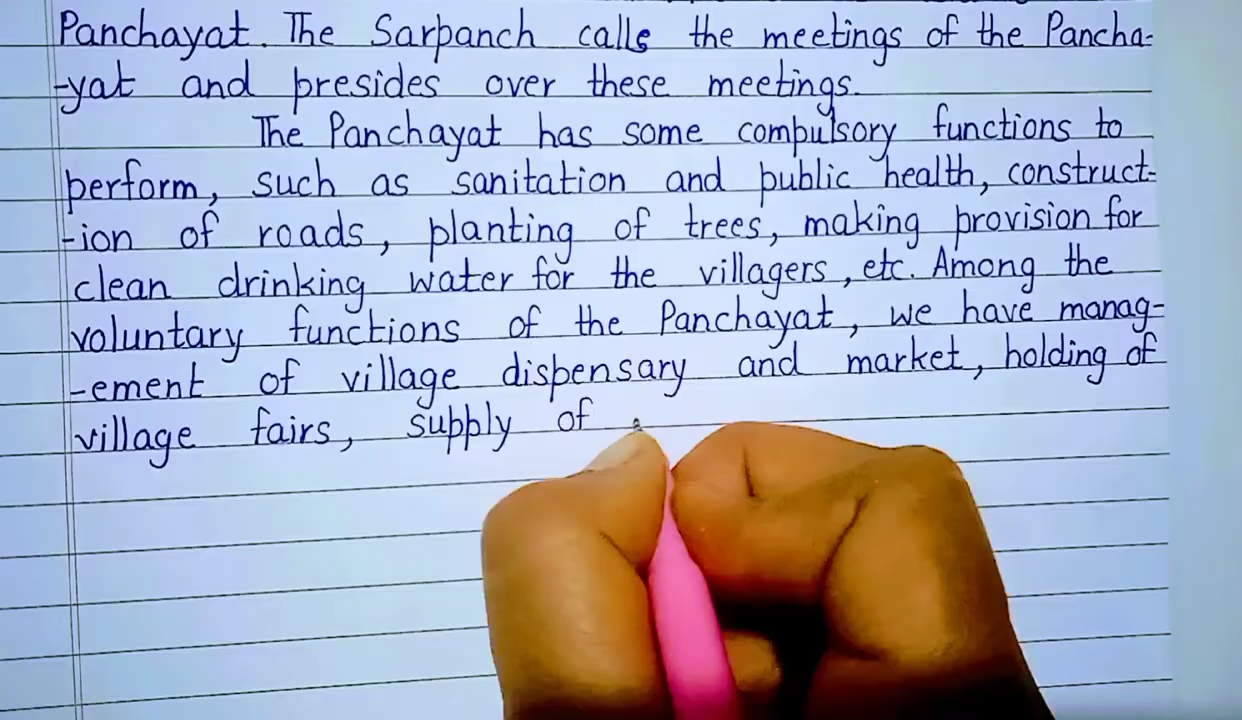 Panchayat. The Sarpanch calls the meetings of the Pancha-
-yat and presides over these meetings.
The Panchayat has some compulsory functions to
perform, such as sanitation and public health, construct-
-ion of roads, planting of trees, making provision for
clean drinking water for the villagers, etc. Among the
voluntary functions of the Panchayat, we have manag-
-ement of village dispensary and market, holding of
village fairs, supply of